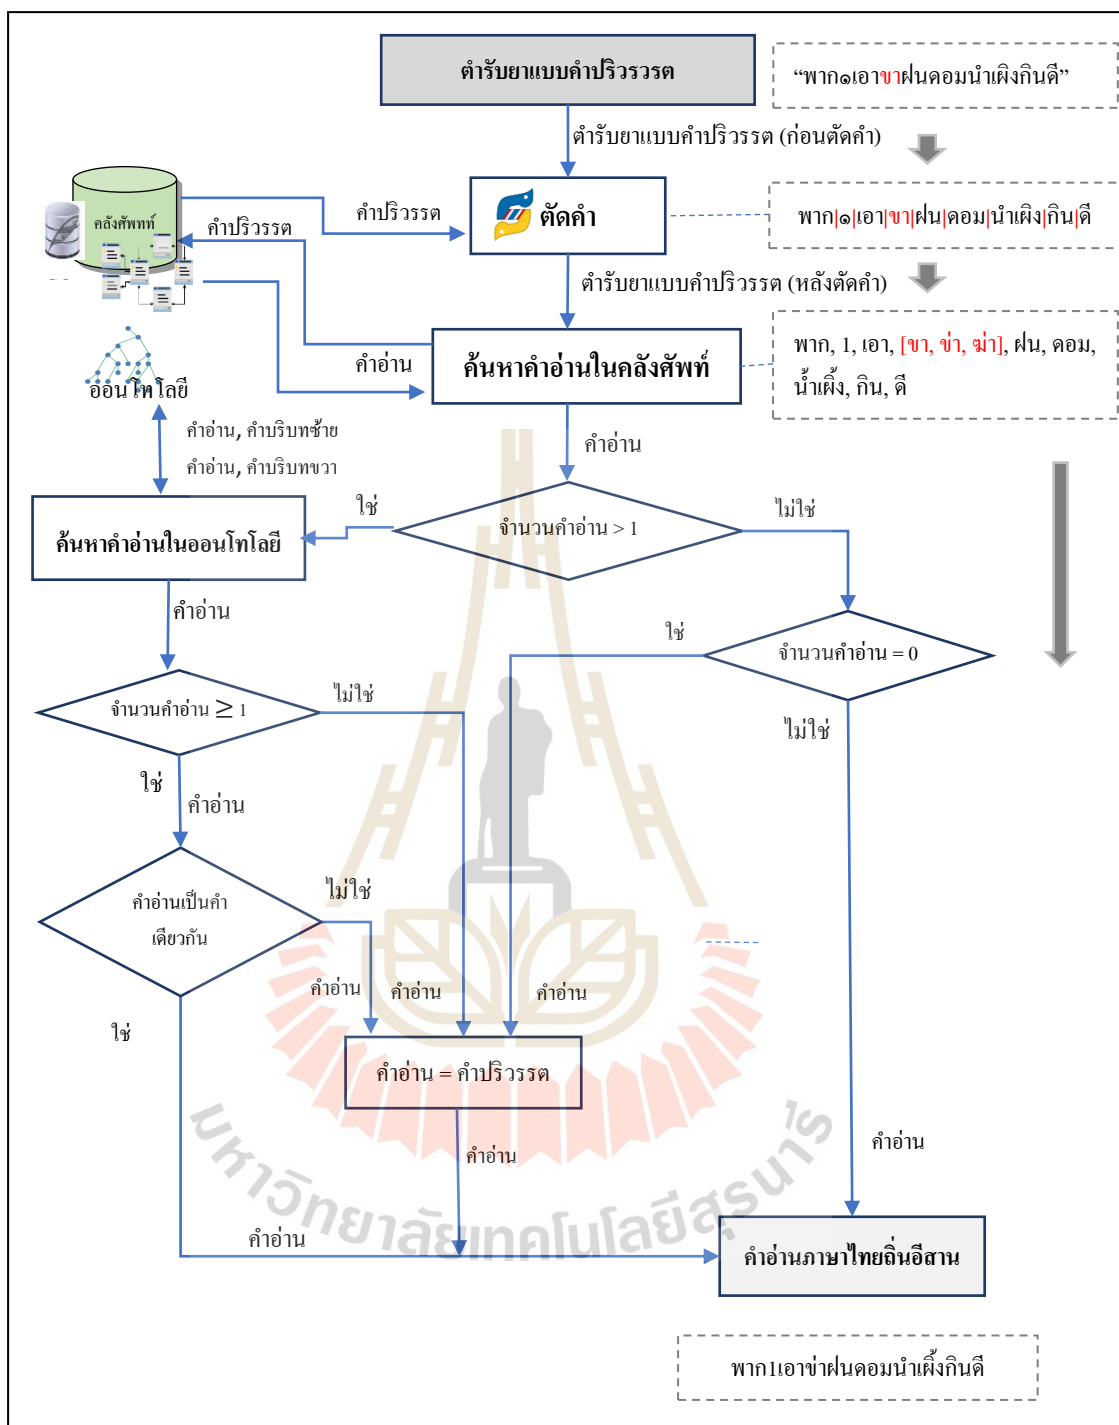 ตำรับยาแบบคำปริวรวรต
“พาก๑เอาขาฝนดอมนำเผิงกินดี”
ตำรับยาแบบคำปริวรรต (ก่อนตัดคำ)
คลังศัพทท์
คำปริวรรต
ตัดคำ
พาก|๑|เอา|ขา|ฝน|ดอม|นำเผิง|กิน|ดี
คำปริวรรต
ตำรับยาแบบคำปริวรรต (หลังตัดคำ)
ค้นหาคำอ่านในคลังศัพท์
พาก, 1, เอา, [ขา, ข่า, ฆ่า], ฝน, ดอม,
น้ำเผิ้ง, กิน, ดี
คำอ่าน
ออนโทโลยี
คำอ่าน, คำบริบทซ้าย
คำอ่าน, คำบริบทขวา
คำอ่าน
ใช่
ไม่ใช่
จำนวนคำอ่าน > 1
ค้นหาคำอ่านในออนโทโลยี
คำอ่าน
ใช่
จำนวนคำอ่าน = 0
จำนวนคำอ่าน ≥ 1
ไม่ใช่
ไม่ใช่
ใช่
คำอ่าน
คำอ่านเป็นคำ
เดียวกัน
ไม่ใช่
คำอ่าน
คำอ่าน
คำอ่าน
ใช่
คำอ่าน = คำปริวรรต
คำอ่าน
คำอ่าน
มหาวิทยาลัยเทคโนโลยีสุรนารี
คำอ่าน
คำอ่านภาษาไทยถิ่นอีสาน
พาก1เอาข่าฝนดอมนำเผิ้งกินดี